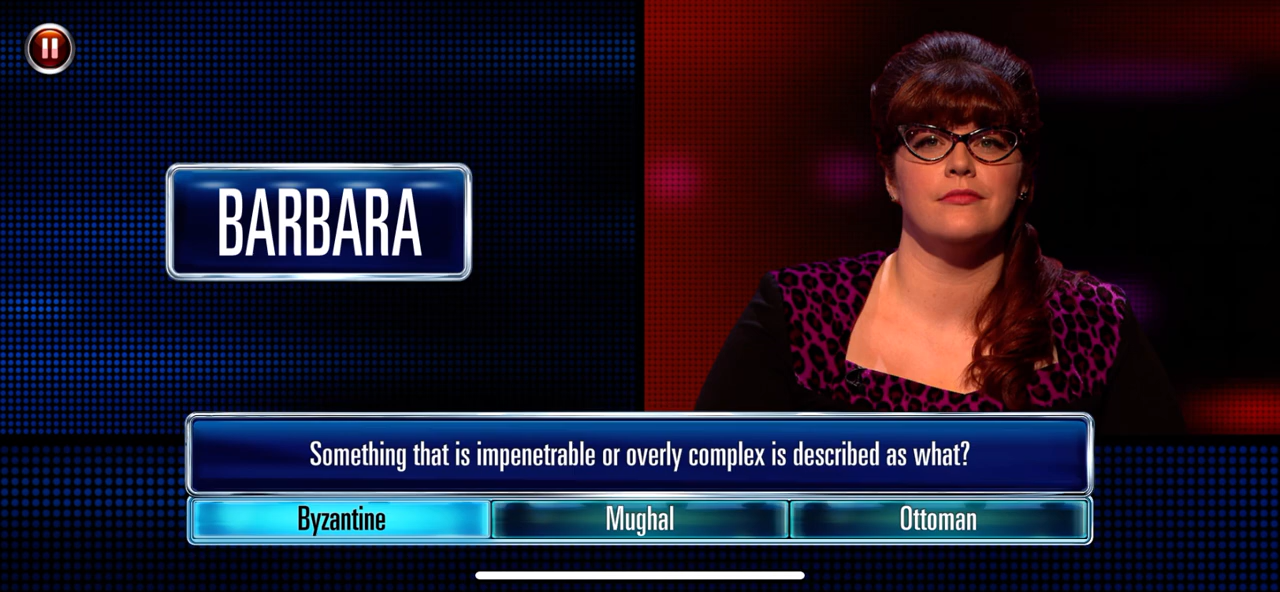 BARBARA
Something that is impenetrable or overly complex is described as what?
Byzantine
Mughal
Ottoman